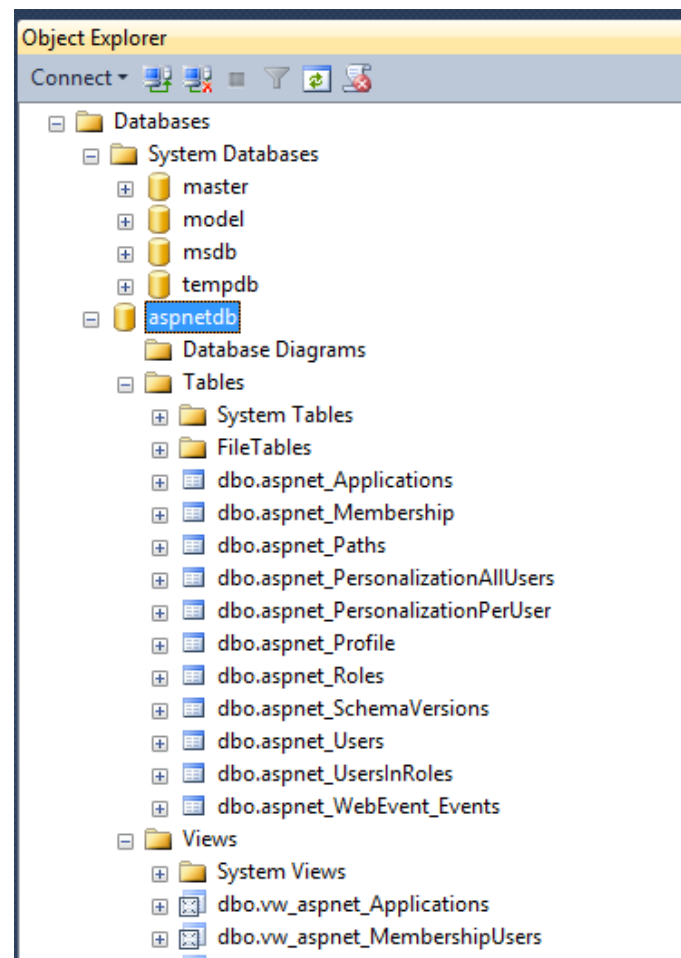 Object Explorer
Connect
Databases
System Databases
master
model
msdb
tempdb
aspnetdb
Database Diagrams
Tables
System Tables
FileTables
dbo.aspnet_Applications
dbo.aspnet_Membership
dbo.aspnet_Paths
dbo.aspnet_PersonalizationAllUsers
dbo.aspnet_PersonalizationPerUser
dbo.aspnet_Profile
dbo.aspnet_Roles
dbo.aspnet_SchemaVersions
dbo.aspnet_Users
dbo.aspnet_UsersInRoles
dbo.aspnet_WebEvent_Events
Views
System Views
dbo.vw_aspnet_Applications
dbo.vw_aspnet_MembershipUsers